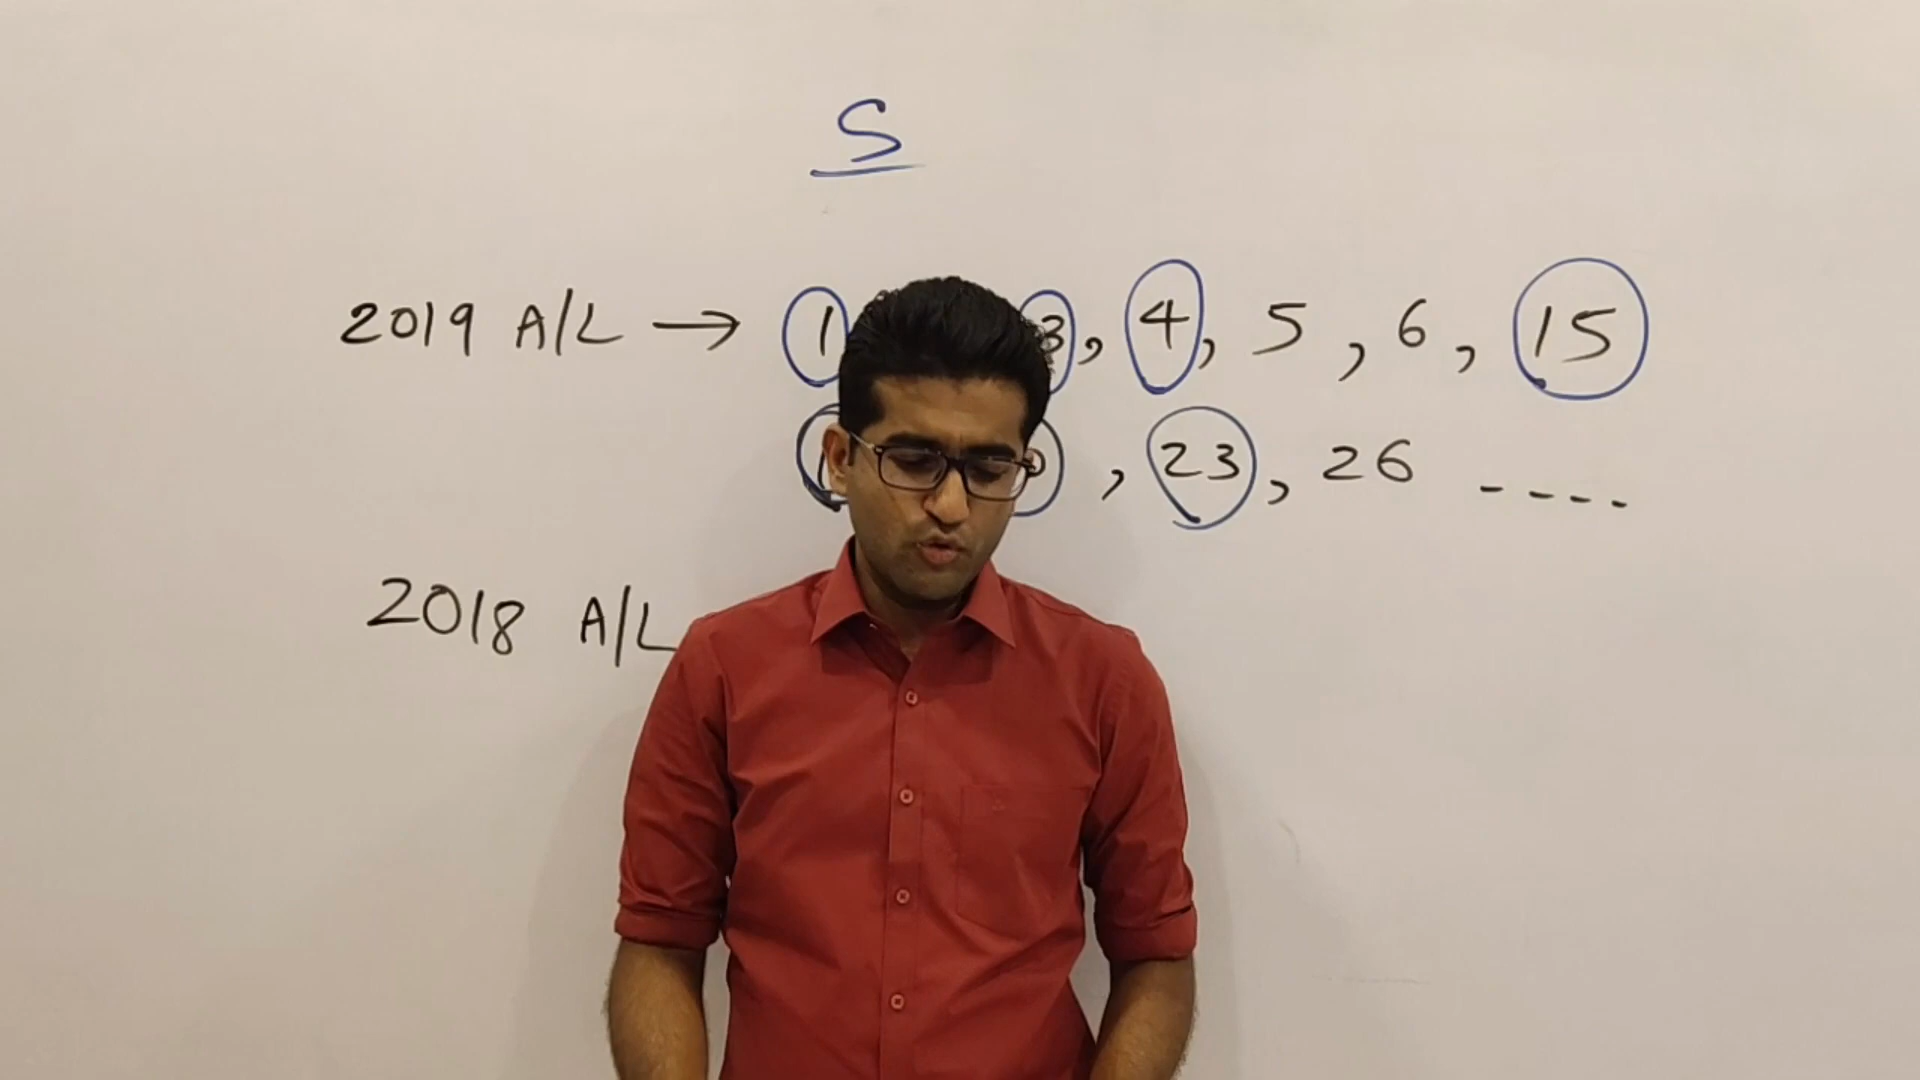 S
2019 A/L → 1 3, 4, 5, 6, 15
, 23, 26 ----
2018 A/L